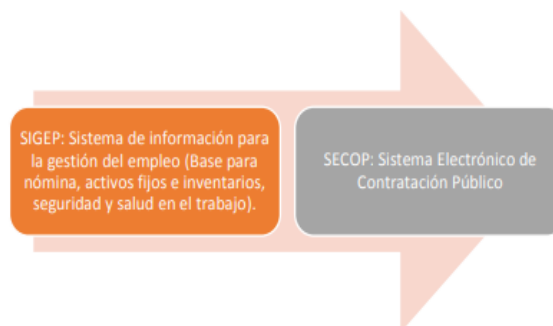 SIGEP: Sistema de información para
la gestión del empleo (Base para
nómina, activos fijos e inventarios,
seguridad y salud en el trabajo).
SECOP: Sistema Electrónico de
Contratación Público